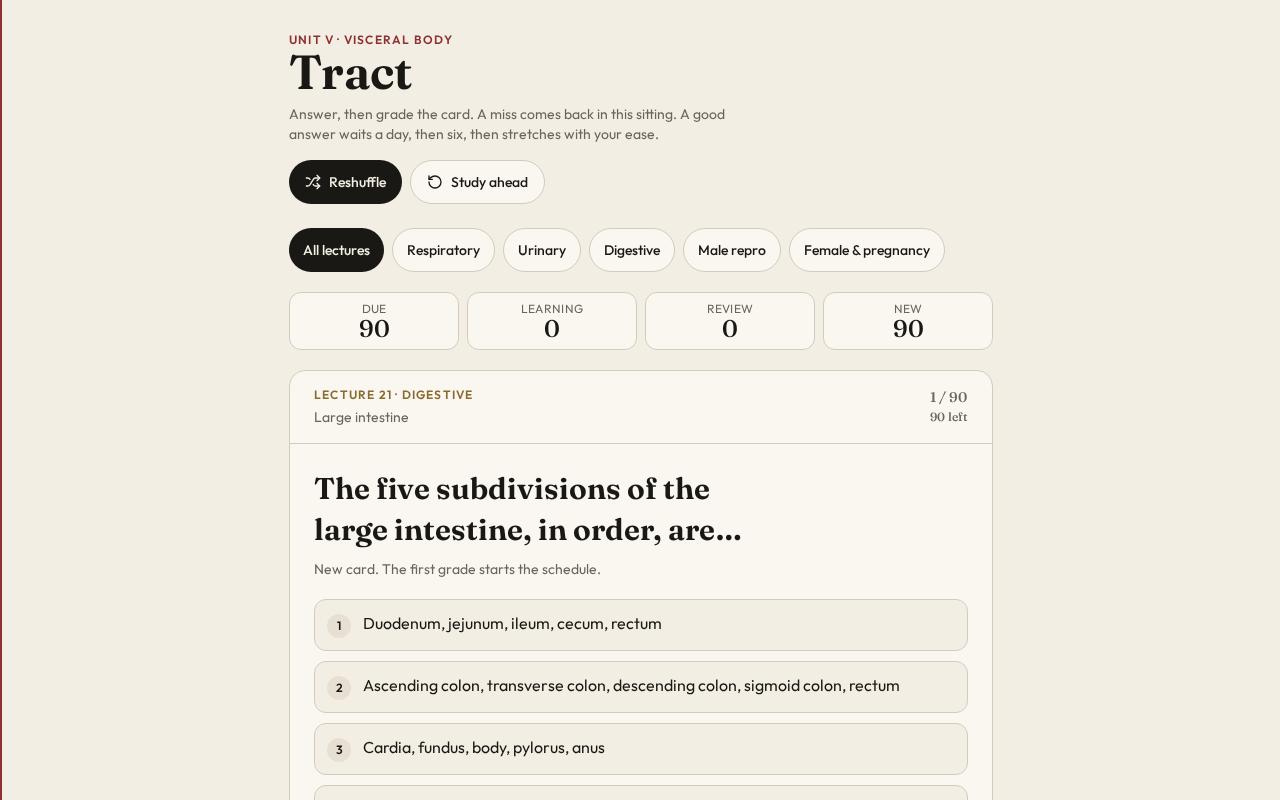 UNIT V · VISCERAL BODY
Tract
Answer, then grade the card. A miss comes back in this sitting. A good
answer waits a day, then six, then stretches with your ease.
Reshuffle
Study ahead
All lectures
Respiratory
Urinary
Digestive
Male repro
Female & pregnancy
DUE
90
LEARNING
0
REVIEW
0
NEW
90
LECTURE 21 · DIGESTIVE
1 / 90
Large intestine
90 left
The five subdivisions of the
large intestine, in order, are...
New card. The first grade starts the schedule.
1 Duodenum, jejunum, ileum, cecum, rectum
2 Ascending colon, transverse colon, descending colon, sigmoid colon, rectum
3 Cardia, fundus, body, pylorus, anus